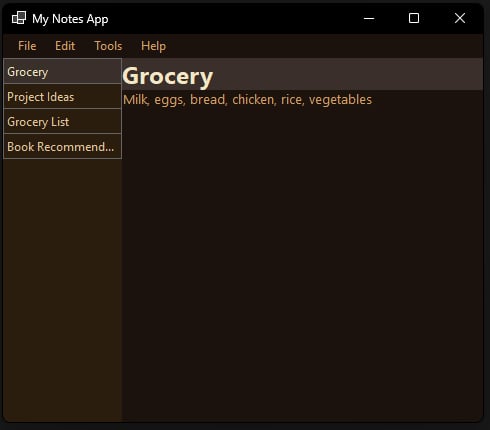 My Notes App
File Edit Tools Help
Grocery
Project Ideas
Grocery List
Book Recommend...
Grocery
Milk, eggs, bread, chicken, rice, vegetables